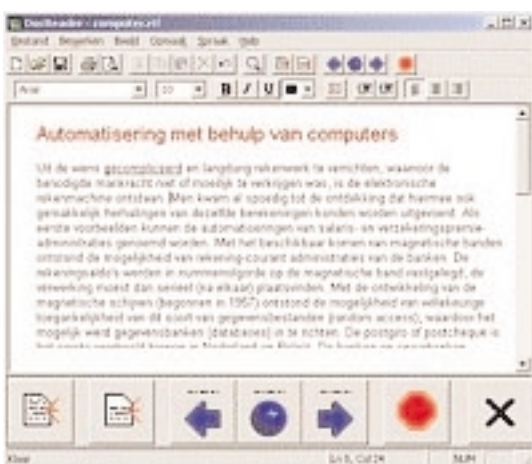 DocReader - computer.rtf
Bestand Bewerken Beeld Opmaak Spraak Help
Arial 10 B I U
Automatisering met behulp van computers
Uit de wens gecompliceerd en langdurig rekenwerk te verrichten, waarvoor de
benodigde mankracht niet of moeilijk te verkrijgen was, is de elektronische
rekenmachine ontstaan. Men kwam al spoedig tot de ontdekking dat hiermee ook
gemakkelijk herhalingen van dezelfde berekeningen konden worden uitgevoerd. Als
eerste voorbeelden kunnen de automatiseringen van salaris- en verzekeringspremie-
administraties genoemd worden. Met het beschikbaar komen van magnetische banden
ontstond de mogelijkheid van rekening-courant administraties van de banken. De
rekeningsaldo's werden in nummervolgorde op de magnetische band vastgelegd, de
verwerking moest dan serieel (na elkaar) plaatsvinden. Met de ontwikkeling van de
magnetische schijven (begonnen in 1957) ontstond de mogelijkheid van willekeurige
toegankelijkheid van dit soort van gegevensbestanden (random access), waardoor het
mogelijk werd gegevensbanken (databases) in te richten. De postgiro of postcheque is
Klaar Ln 5, Col 24 NUM